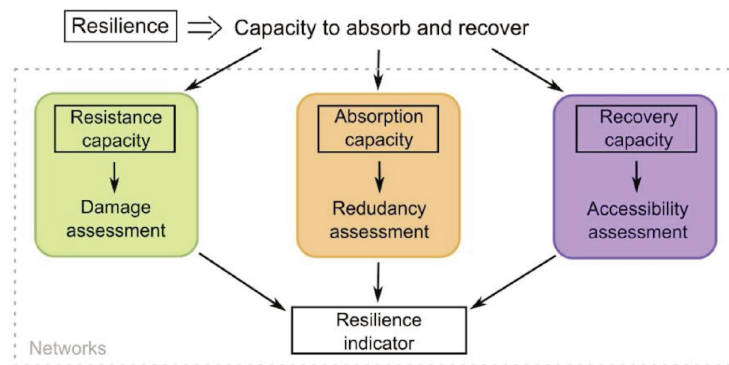 Resilience ⇒ Capacity to absorb and recover
Resistance
capacity
Damage
assessment
Absorption
capacity
Redudancy
assessment
Recovery
capacity
Accessibility
assessment
Resilience
indicator
Networks